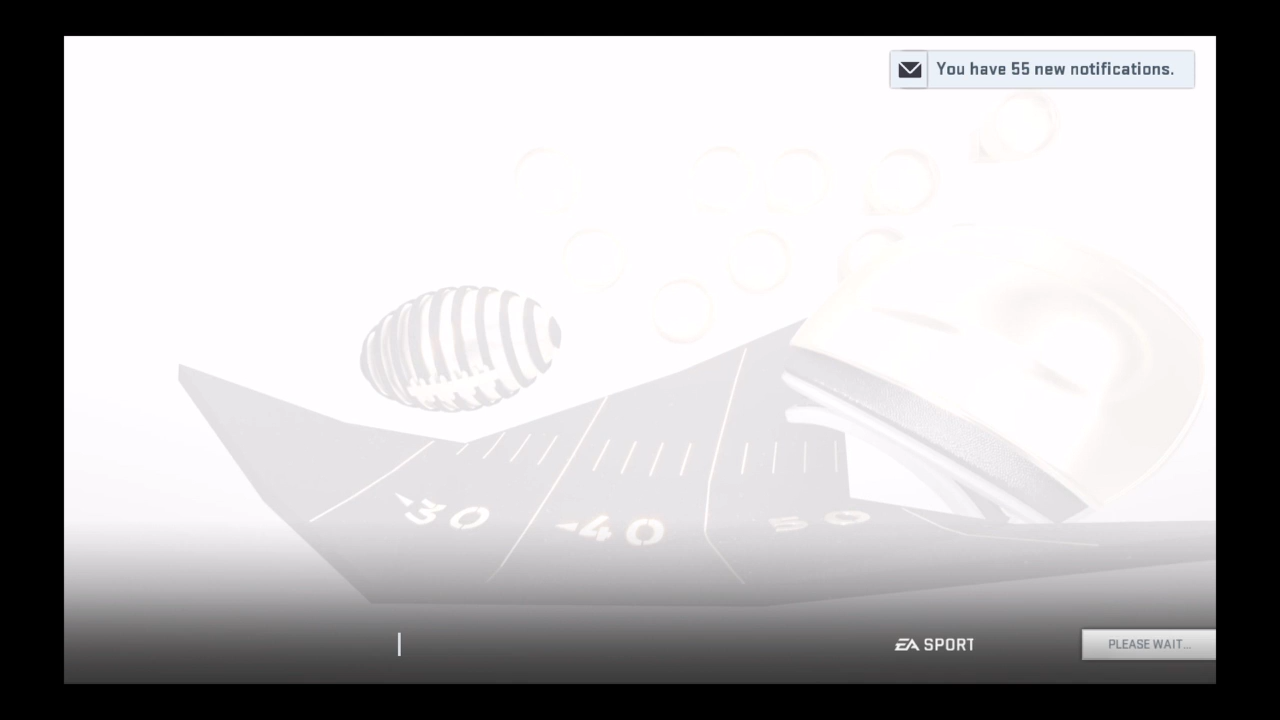 You have 55 new notifications.
30
40
50
EA SPORT
PLEASE WAIT...